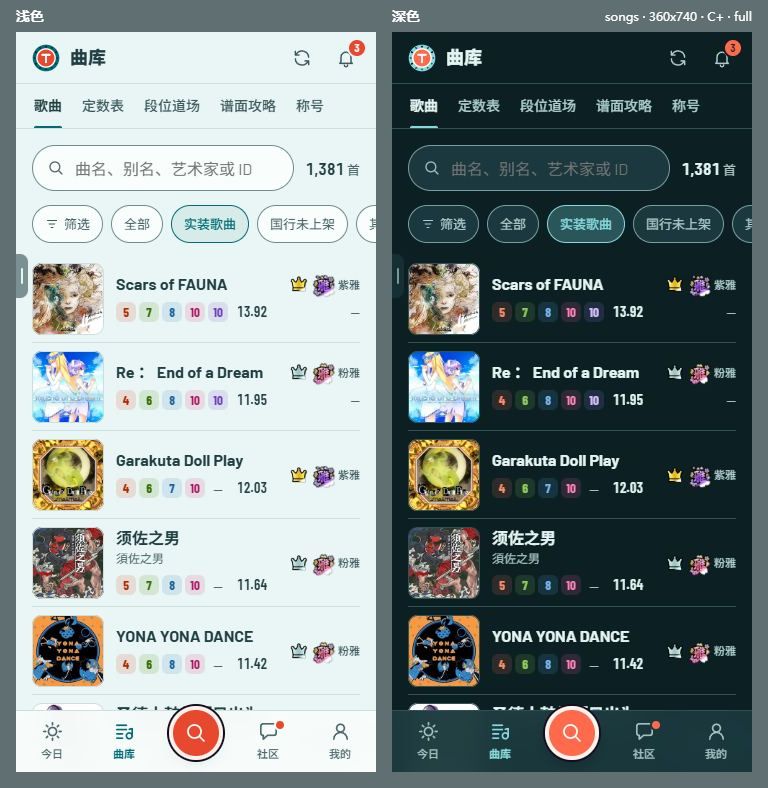 浅色
T 曲库 3
歌曲 定数表 段位道场 谱面攻略 称号
曲名、别名、艺术家或 ID 1,381 首
筛选 全部 实装歌曲 国行未上架
Scars of FAUNA 紫雅
5 7 8 10 10 13.92 —
Re： End of a Dream 粉雅
4 6 8 10 10 11.95 —
Garakuta Doll Play 紫雅
4 6 7 10 — 12.03
须佐之男
須佐之男 粉雅
5 7 8 10 — 11.64
YONA YONA DANCE 粉雅
4 6 8 10 — 11.42
今日 曲库 社区 我的
深色 songs · 360x740 · C+ · full
T 曲库 3
歌曲 定数表 段位道场 谱面攻略 称号
曲名、别名、艺术家或 ID 1,381 首
筛选 全部 实装歌曲 国行未上架
Scars of FAUNA 紫雅
5 7 8 10 10 13.92 —
Re： End of a Dream 粉雅
4 6 8 10 10 11.95 —
Garakuta Doll Play 紫雅
4 6 7 10 — 12.03
须佐之男
須佐之男 粉雅
5 7 8 10 — 11.64
YONA YONA DANCE 粉雅
4 6 8 10 — 11.42
今日 曲库 社区 我的